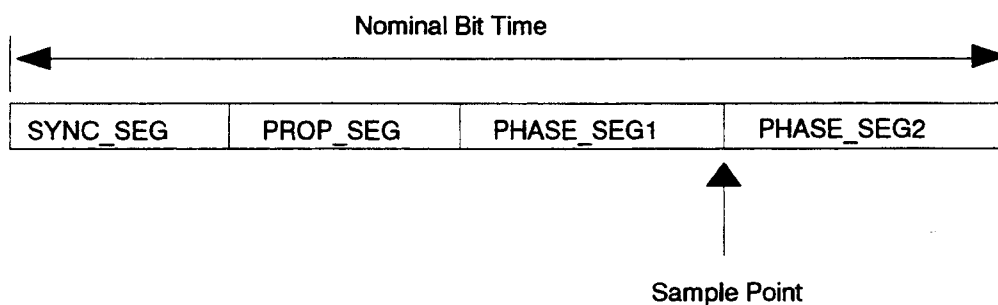 Nominal Bit Time
SYNC_SEG PROP_SEG PHASE_SEG1 PHASE_SEG2
Sample Point